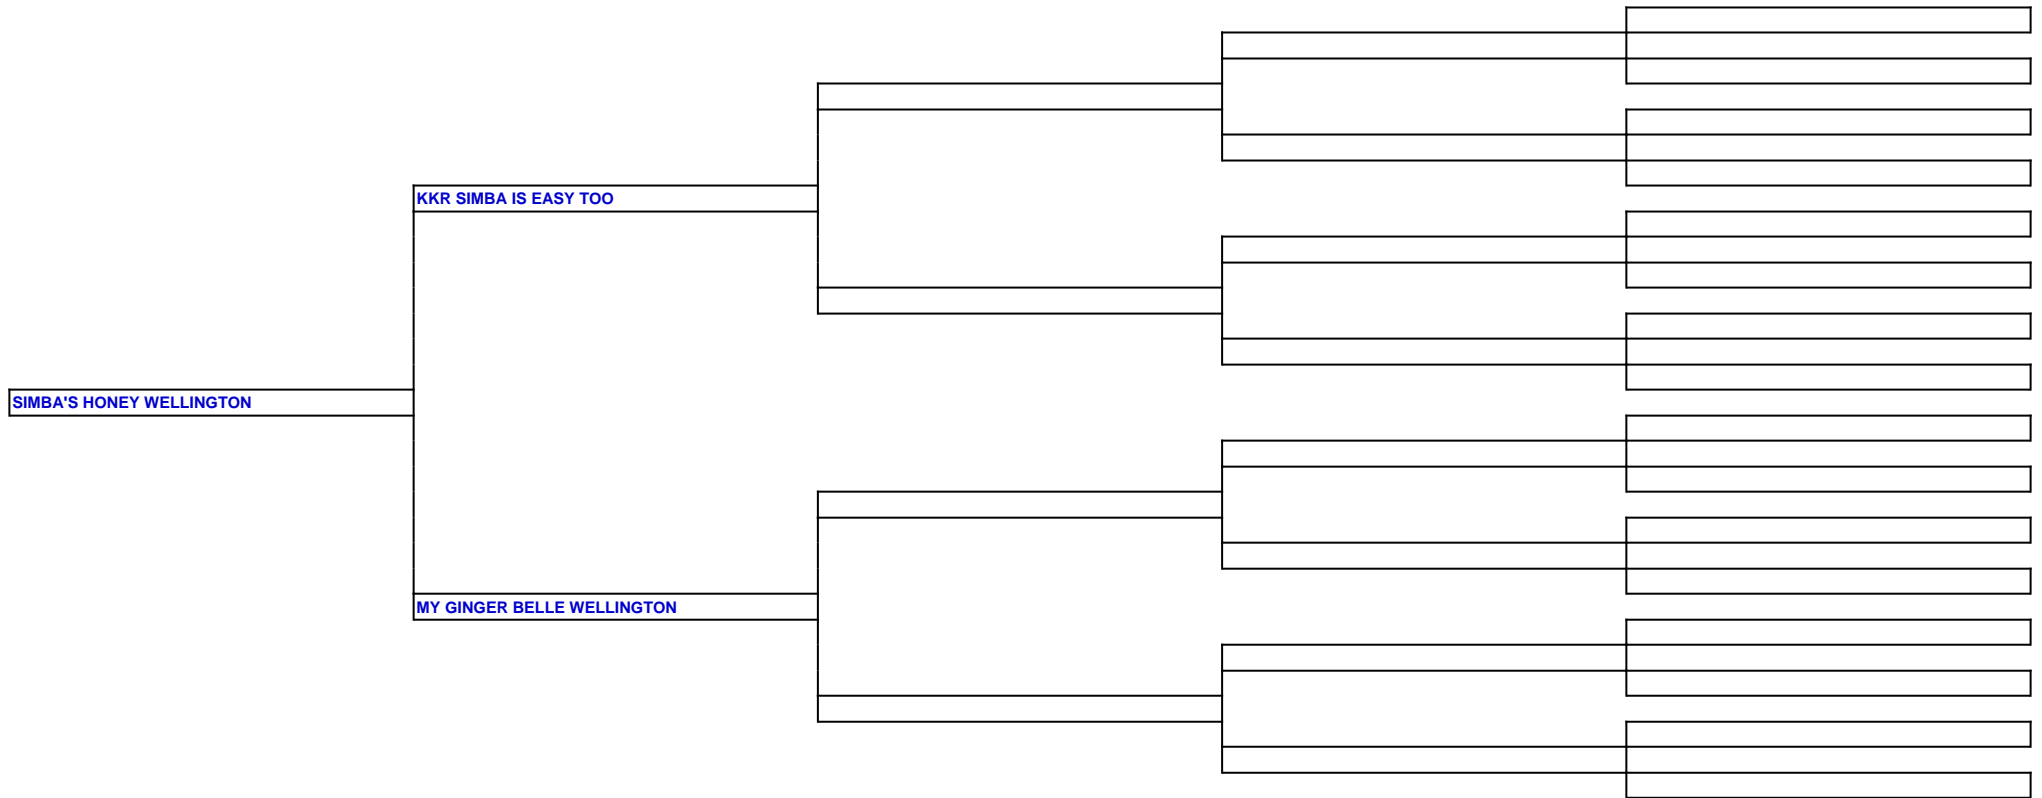 KKR SIMBA IS EASY TOO
SIMBA'S HONEY WELLINGTON
MY GINGER BELLE WELLINGTON